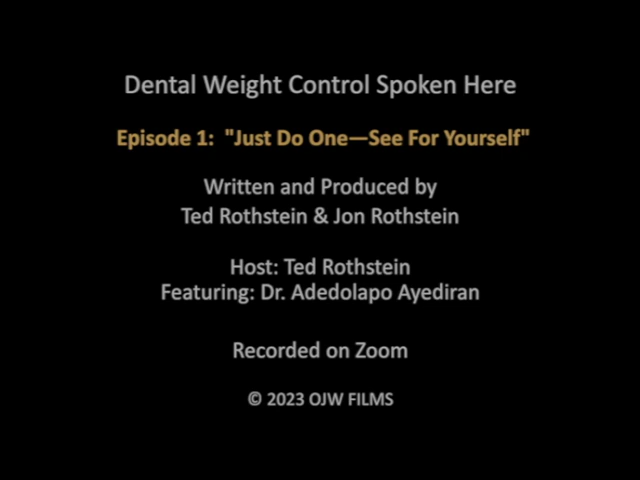 Dental Weight Control Spoken Here
Episode 1:  "Just Do One—See For Yourself"
Written and Produced by
Ted Rothstein & Jon Rothstein
Host: Ted Rothstein
Featuring: Dr. Adedolapo Ayediran
Recorded on Zoom
© 2023 OJW FILMS